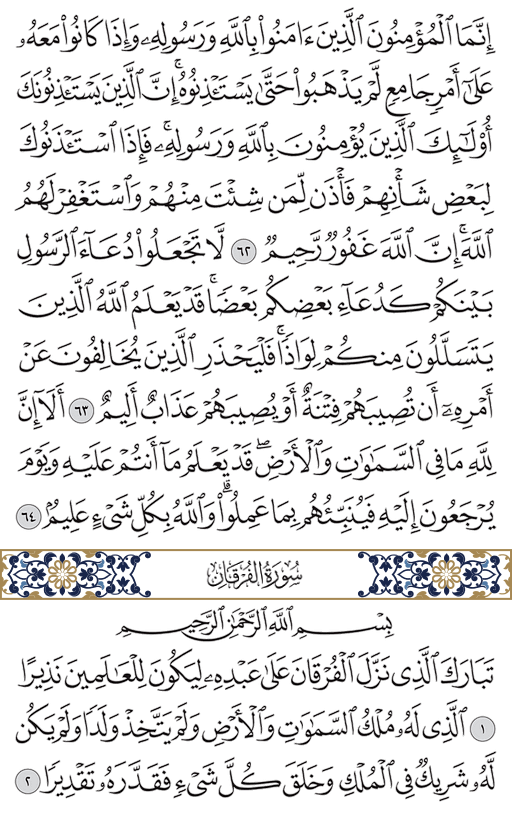 إِنَّمَا ٱلْمُؤْمِنُونَ ٱلَّذِينَ ءَامَنُوا۟ بِٱللَّهِ وَرَسُولِهِۦ وَإِذَا كَانُوا۟ مَعَهُۥ
عَلَىٰٓ أَمْرٍ جَامِعٍ لَّمْ يَذْهَبُوا۟ حَتَّىٰ يَسْتَـْٔذِنُوهُ ۚ إِنَّ ٱلَّذِينَ يَسْتَـْٔذِنُونَكَ
أُو۟لَـٰٓئِكَ ٱلَّذِينَ يُؤْمِنُونَ بِٱللَّهِ وَرَسُولِهِۦ ۚ فَإِذَا ٱسْتَـْٔذَنُوكَ
لِبَعْضِ شَأْنِهِمْ فَأْذَن لِّمَن شِئْتَ مِنْهُمْ وَٱسْتَغْفِرْ لَهُمُ
ٱللَّهَ ۚ إِنَّ ٱللَّهَ غَفُورٌ رَّحِيمٌ ٦٢ لَّا تَجْعَلُوا۟ دُعَآءَ ٱلرَّسُولِ
بَيْنَكُمْ كَدُعَآءِ بَعْضِكُم بَعْضًا ۚ قَدْ يَعْلَمُ ٱللَّهُ ٱلَّذِينَ
يَتَسَلَّلُونَ مِنكُمْ لِوَاذًا ۚ فَلْيَحْذَرِ ٱلَّذِينَ يُخَالِفُونَ عَنْ
أَمْرِهِۦٓ أَن تُصِيبَهُمْ فِتْنَةٌ أَوْ يُصِيبَهُمْ عَذَابٌ أَلِيمٌ ٦٣ أَلَآ إِنَّ
لِلَّهِ مَا فِى ٱلسَّمَـٰوَٰتِ وَٱلْأَرْضِ ۖ قَدْ يَعْلَمُ مَآ أَنتُمْ عَلَيْهِ وَيَوْمَ
يُرْجَعُونَ إِلَيْهِ فَيُنَبِّئُهُم بِمَا عَمِلُوا۟ ۗ وَٱللَّهُ بِكُلِّ شَىْءٍ عَلِيمٌۢ ٦٤
سُورَةُ الْفُرْقَانِ
بِسْمِ ٱللَّهِ ٱلرَّحْمَـٰنِ ٱلرَّحِيمِ
تَبَارَكَ ٱلَّذِى نَزَّلَ ٱلْفُرْقَانَ عَلَىٰ عَبْدِهِۦ لِيَكُونَ لِلْعَـٰلَمِينَ نَذِيرًا
١ ٱلَّذِى لَهُۥ مُلْكُ ٱلسَّمَـٰوَٰتِ وَٱلْأَرْضِ وَلَمْ يَتَّخِذْ وَلَدًا وَلَمْ يَكُن
لَّهُۥ شَرِيكٌ فِى ٱلْمُلْكِ وَخَلَقَ كُلَّ شَىْءٍ فَقَدَّرَهُۥ تَقْدِيرًا ٢